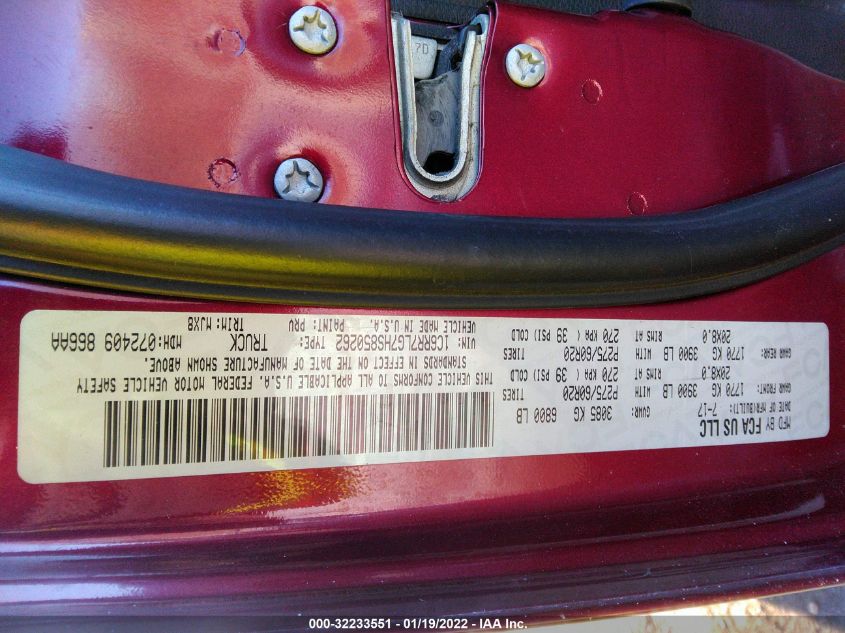 MFD BY FCA US LLC
DATE OF MFR/BUILT: 7-17
GVWR: 3085 KG 6800 LB
GAWR FRONT: WITH TIRES RIMS AT
1770 KG 3900 LB P275/60R20 20X8.0 270 KPA ( 39 PSI) COLD
GAWR REAR: WITH TIRES RIMS AT
1770 KG 3900 LB P275/60R20 20X8.0 270 KPA ( 39 PSI) COLD
THIS VEHICLE CONFORMS TO ALL APPLICABLE U.S.A. FEDERAL MOTOR VEHICLE SAFETY
STANDARDS IN EFFECT ON THE DATE OF MANUFACTURE SHOWN ABOVE.
VIN: 1C6RR7LG7HS850262 TYPE: TRUCK MDH:072409 866AA
VEHICLE MADE IN U.S.A. PAINT: PRV TRIM: MJX8
7D
000-32233551 - 01/19/2022 - IAA Inc.